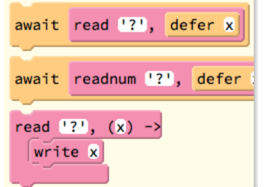 await read '?', defer x
await readnum '?', defer
read '?', (x) ->
write x